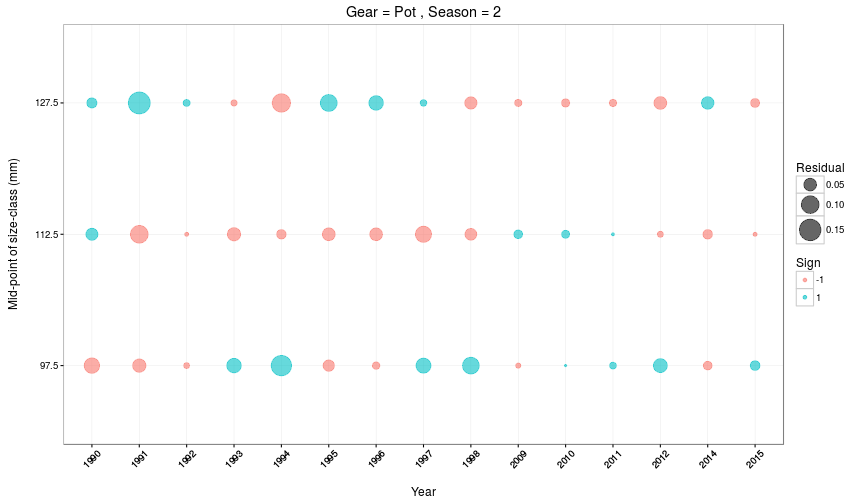 Gear = Pot , Season = 2
Mid-point of size-class (mm)
127.5
112.5
97.5
1990 1991 1992 1993 1994 1995 1996 1997 1998 2009 2010 2011 2012 2014 2015
Year
Residual
0.05
0.10
0.15
Sign
-1
1